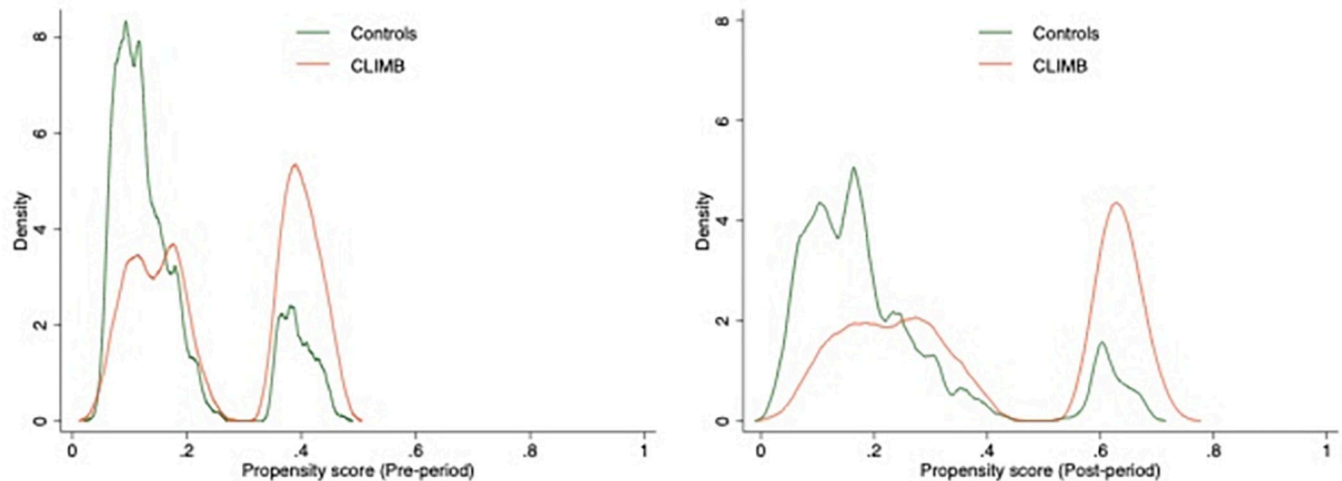 Controls
CLIMB
Density
8
6
4
2
0
0 .2 .4 .6 .8 1
Propensity score (Pre-period)
Controls
CLIMB
Density
8
6
4
2
0
0 .2 .4 .6 .8 1
Propensity score (Post-period)